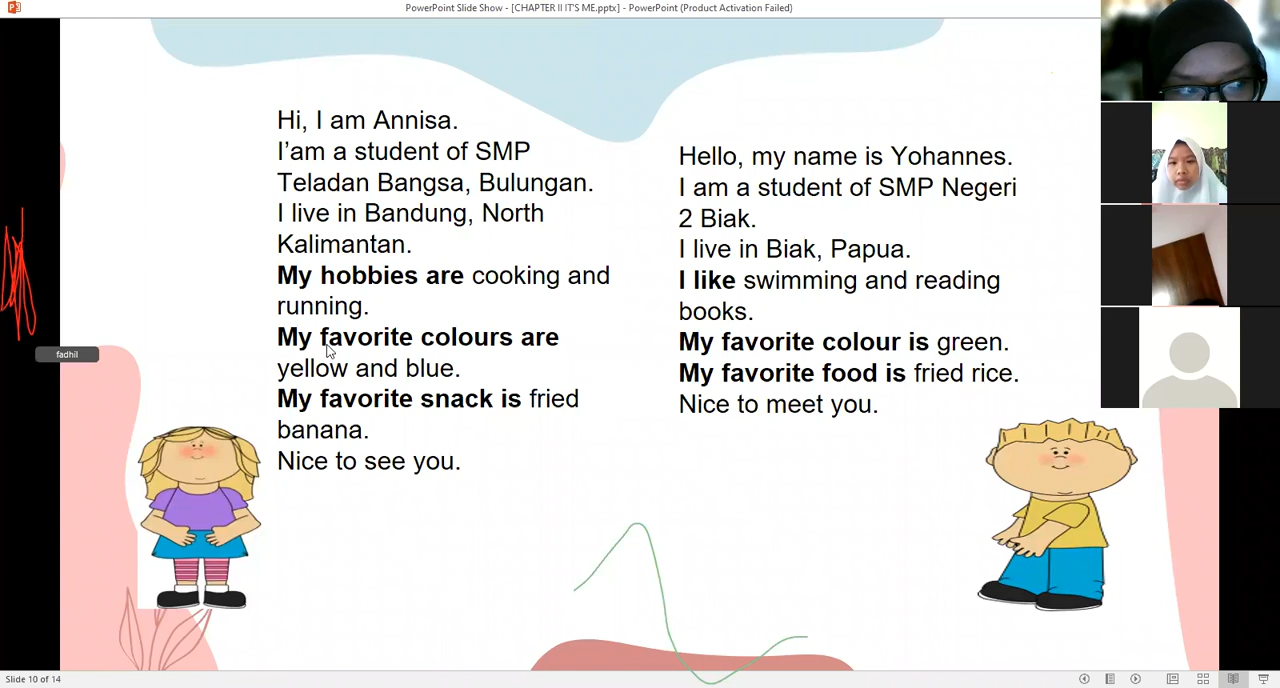 PowerPoint Slide Show - [CHAPTER II IT'S ME.pptx] - PowerPoint (Product Activation Failed)
Hi, I am Annisa.
I'am a student of SMP
Teladan Bangsa, Bulungan.
I live in Bandung, North
Kalimantan.
My hobbies are cooking and
running.
My favorite colours are
yellow and blue.
My favorite snack is fried
banana.
Nice to see you.
Hello, my name is Yohannes.
I am a student of SMP Negeri
2 Biak.
I live in Biak, Papua.
I like swimming and reading
books.
My favorite colour is green.
My favorite food is fried rice.
Nice to meet you.
fadhil
Slide 10 of 14